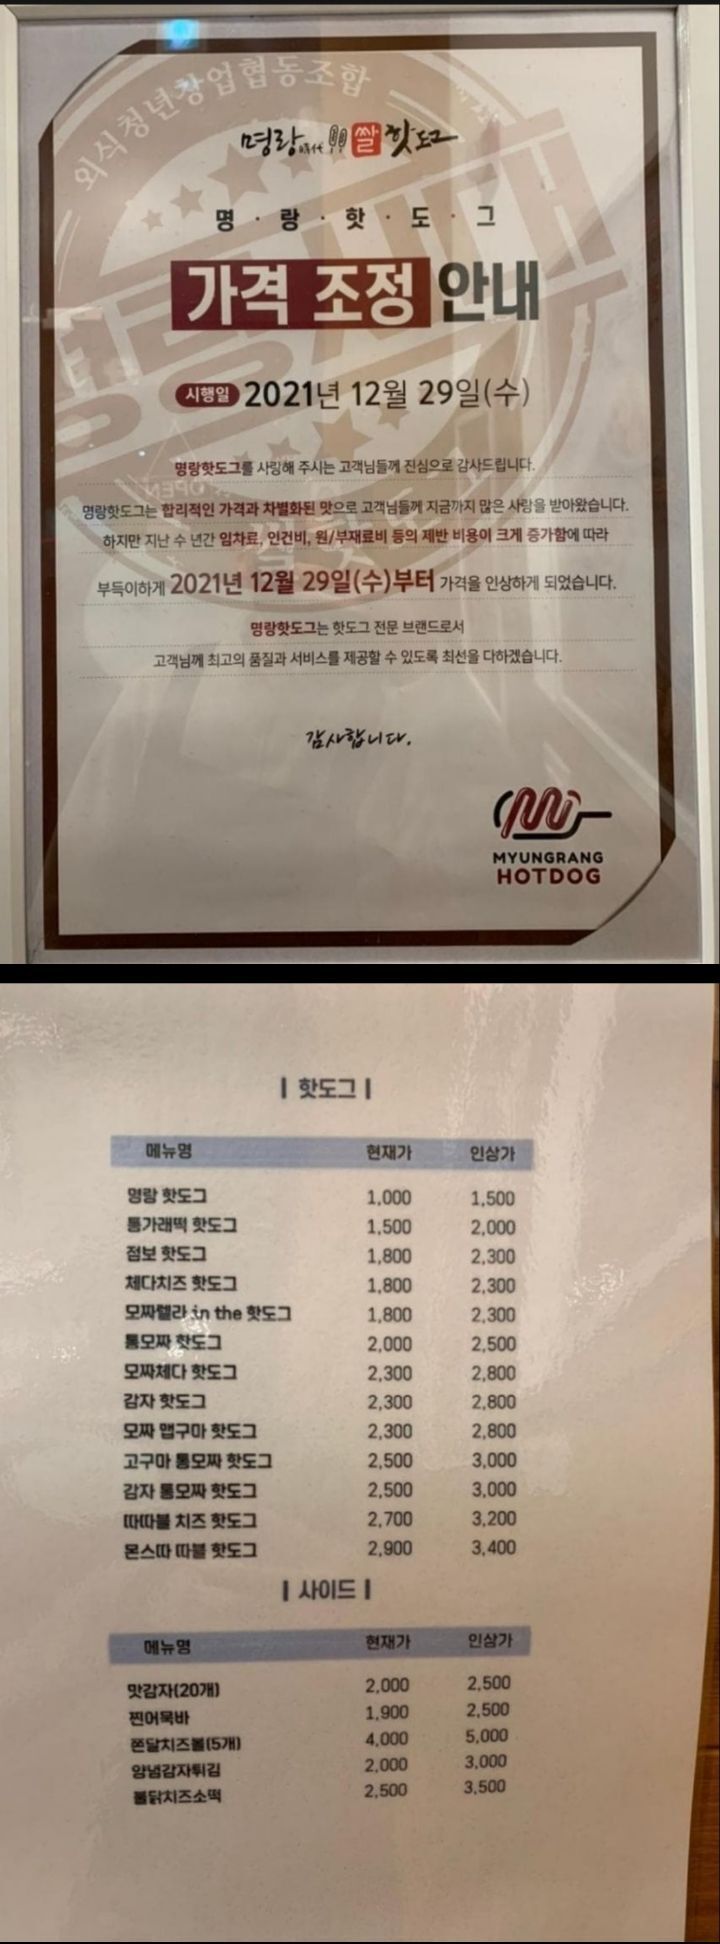 외식청년창업협동조합
명랑時代 쌀 핫도그
명·랑·핫·도·그
가격 조정 안내
시행일 2021년 12월 29일(수)
명랑핫도그를 사랑해 주시는 고객님들께 진심으로 감사드립니다.
명랑핫도그는 합리적인 가격과 차별화된 맛으로 고객님들께 지금까지 많은 사랑을 받아왔습니다.
하지만 지난 수 년간 임차료, 인건비, 원/부재료비 등의 제반 비용이 크게 증가함에 따라
부득이하게 2021년 12월 29일(수)부터 가격을 인상하게 되었습니다.
명랑핫도그는 핫도그 전문 브랜드로서
고객님께 최고의 품질과 서비스를 제공할 수 있도록 최선을 다하겠습니다.
감사합니다.
MYUNGRANG
HOTDOG
| 핫도그 |
메뉴명 현재가 인상가
명랑 핫도그 1,000 1,500
통가래떡 핫도그 1,500 2,000
점보 핫도그 1,800 2,300
체다치즈 핫도그 1,800 2,300
모짜렐라 in the 핫도그 1,800 2,300
통모짜 핫도그 2,000 2,500
모짜체다 핫도그 2,300 2,800
감자 핫도그 2,300 2,800
모짜 맵구마 핫도그 2,300 2,800
고구마 통모짜 핫도그 2,500 3,000
감자 통모짜 핫도그 2,500 3,000
따따블 치즈 핫도그 2,700 3,200
몬스따 따블 핫도그 2,900 3,400
| 사이드 |
메뉴명 현재가 인상가
맛감자(20개) 2,000 2,500
찐어묵바 1,900 2,500
쫀달치즈볼(5개) 4,000 5,000
양념감자튀김 2,000 3,000
불닭치즈소떡 2,500 3,500